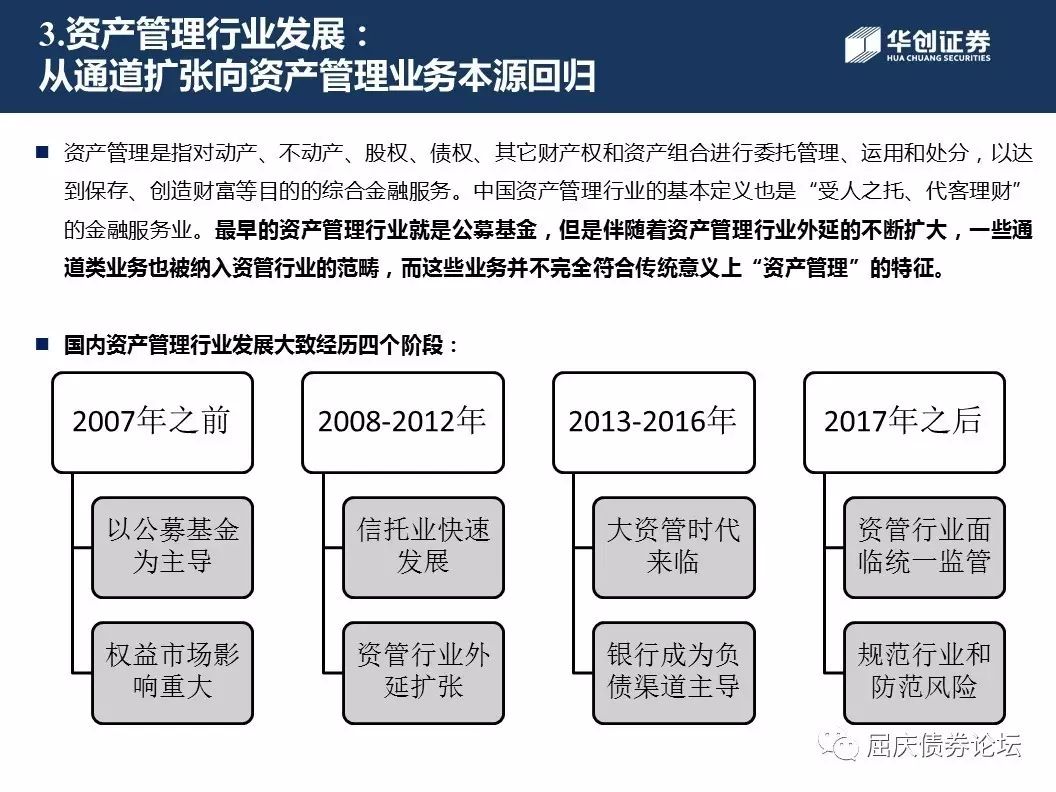 3.资产管理行业发展：
从通道扩张向资产管理业务本源回归
华创证券
HUA CHUANG SECURITIES
资产管理是指对动产、不动产、股权、债权、其它财产权和资产组合进行委托管理、运用和处分，以达
到保存、创造财富等目的的综合金融服务。中国资产管理行业的基本定义也是“受人之托、代客理财”
的金融服务业。最早的资产管理行业就是公募基金，但是伴随着资产管理行业外延的不断扩大，一些通
道类业务也被纳入资管行业的范畴，而这些业务并不完全符合传统意义上“资产管理”的特征。
国内资产管理行业发展大致经历四个阶段：
2007年之前
以公募基金
为主导
权益市场影
响重大
2008-2012年
信托业快速
发展
资管行业外
延扩张
2013-2016年
大资管时代
来临
银行成为负
债渠道主导
2017年之后
资管行业面
临统一监管
规范行业和
防范风险
屈庆债券论坛